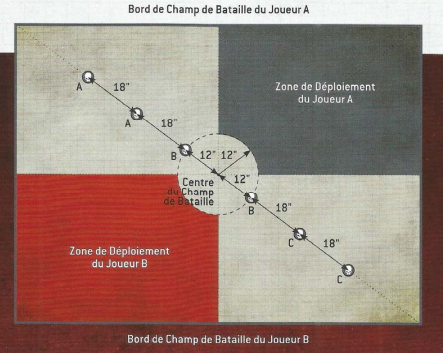 Bord de Champ de Bataille du Joueur A
Zone de Déploiement
du Joueur A
A
18"
A
18"
B
12" 12"
12"
Centre
du Champ
de Bataille
B
18"
C
18"
C
Zone de Déploiement
du Joueur B
Bord de Champ de Bataille du Joueur B